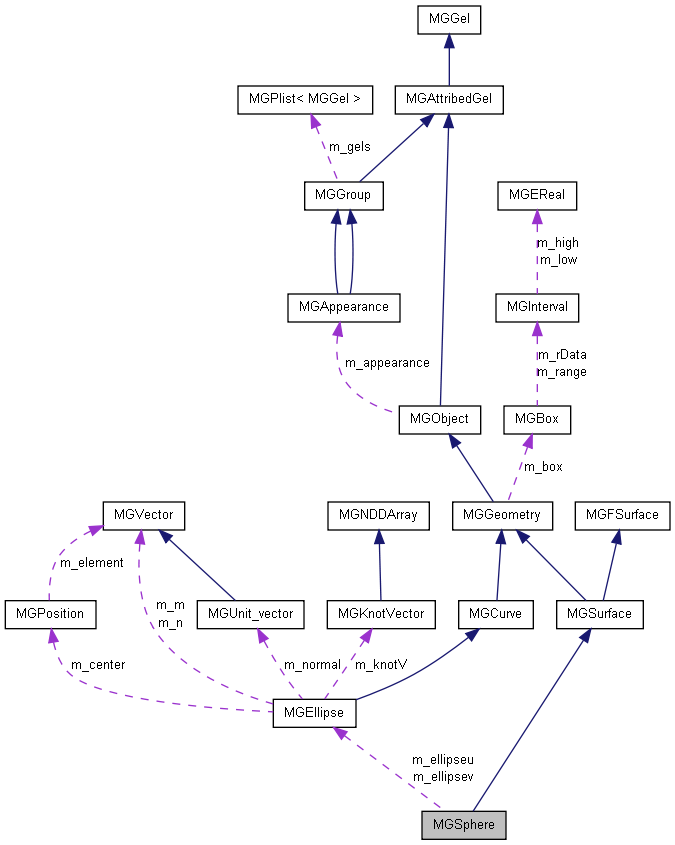 MGGel
MGPlist< MGGel >
MGAttribedGel
m_gels
MGGroup
MGEReal
m_high
m_low
MGAppearance
MGInterval
m_appearance
m_rData
m_range
MGObject
MGBox
m_box
MGVector
MGNDDArray
MGGeometry
MGFSurface
m_element
MGPosition
m_m
m_n
MGUnit_vector
MGKnotVector
MGCurve
MGSurface
m_center
m_normal
m_knotV
MGEllipse
m_ellipseu
m_ellipsev
MGSphere